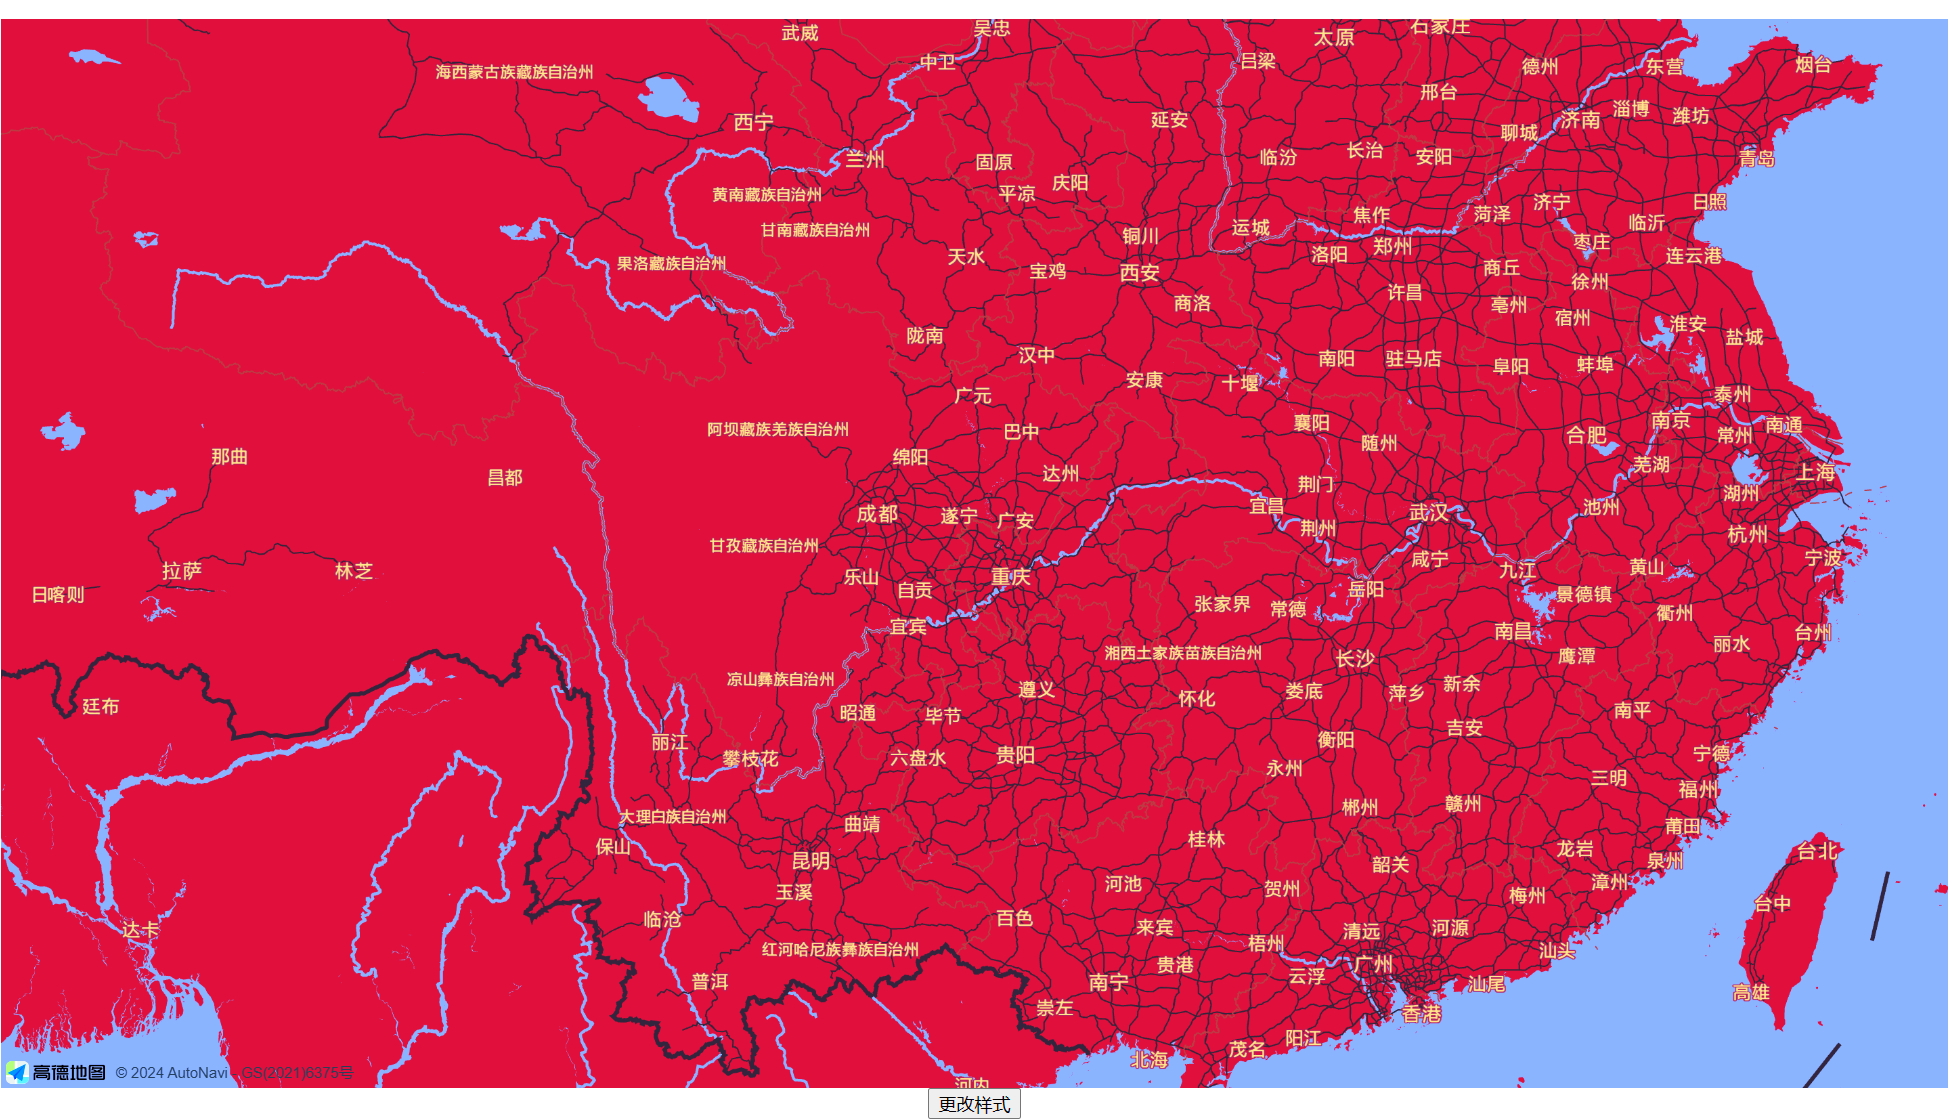 武威
吴忠
太原
石家庄
中卫
吕梁
德州
东营
烟台
海西蒙古族藏族自治州
邢台
西宁
延安
济南
淄博
潍坊
聊城
兰州
固原
临汾
长治
安阳
青岛
庆阳
黄南藏族自治州
平凉
济宁
日照
甘南藏族自治州
铜川
运城
焦作
菏泽
临沂
天水
洛阳
郑州
枣庄
连云港
果洛藏族自治州
宝鸡
西安
商丘
徐州
商洛
许昌
亳州
宿州
淮安
陇南
盐城
汉中
南阳
驻马店
阜阳
蚌埠
安康
十堰
广元
泰州
阿坝藏族羌族自治州
巴中
襄阳
随州
合肥
南京
常州
南通
那曲
绵阳
芜湖
昌都
达州
荆门
上海
湖州
成都
遂宁
广安
宜昌
荆州
武汉
池州
杭州
甘孜藏族自治州
咸宁
宁波
拉萨
林芝
乐山
重庆
九江
黄山
日喀则
自贡
岳阳
景德镇
张家界
常德
衢州
宜宾
南昌
台州
丽水
湘西土家族苗族自治州
长沙
鹰潭
凉山彝族自治州
遵义
怀化
娄底
萍乡
新余
廷布
昭通
毕节
南平
丽江
吉安
攀枝花
六盘水
贵阳
衡阳
宁德
永州
三明
福州
大理白族自治州
曲靖
郴州
赣州
莆田
保山
昆明
桂林
韶关
龙岩
泉州
台北
玉溪
河池
贺州
梅州
漳州
台中
临沧
百色
达卡
来宾
清远
河源
红河哈尼族彝族自治州
梧州
汕头
普洱
贵港
广州
南宁
云浮
汕尾
高雄
崇左
香港
阳江
北海
茂名
高德地图 © 2024 AutoNavi - GS(2021)6375号
河内
更改样式